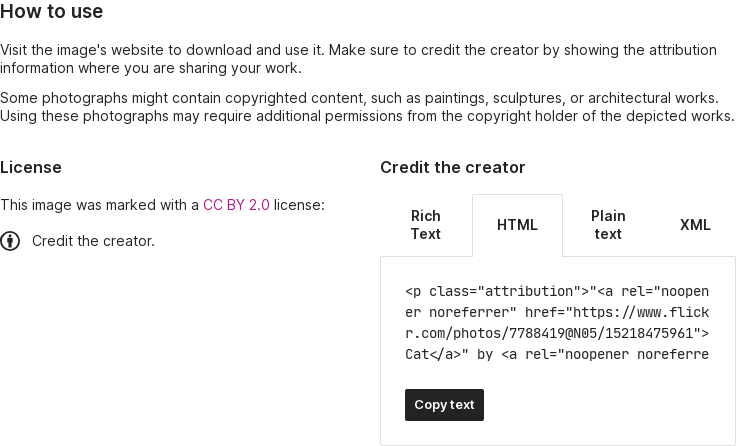 How to use
Visit the image's website to download and use it. Make sure to credit the creator by showing the attribution
information where you are sharing your work.
Some photographs might contain copyrighted content, such as paintings, sculptures, or architectural works.
Using these photographs may require additional permissions from the copyright holder of the depicted works.
License
This image was marked with a CC BY 2.0 license:
Credit the creator.
Credit the creator
Rich
Text
HTML
Plain
text
XML
<p class="attribution">"<a rel="noopen
er noreferrer" href="https://www.flick
r.com/photos/7788419@N05/15218475961">
Cat</a>" by <a rel="noopener noreferre
Copy text